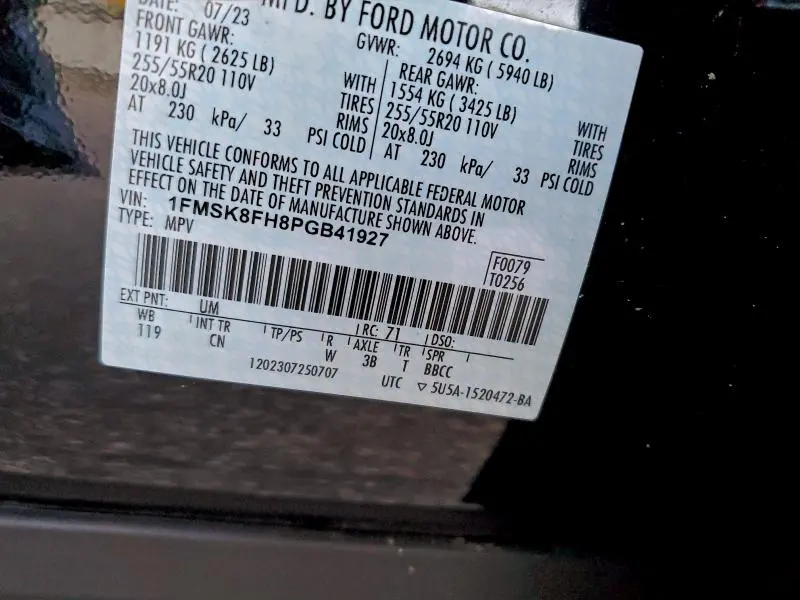 DATE: 07/23 MFD. BY FORD MOTOR CO.
FRONT GAWR: GVWR: 2694 KG ( 5940 LB)
1191 KG ( 2625 LB) REAR GAWR:
255/55R20 110V WITH 1554 KG ( 3425 LB) WITH
20x8.0J TIRES 255/55R20 110V TIRES
RIMS 20x8.0J RIMS
AT 230 kPa/ 33 PSI COLD AT 230 kPa/ 33 PSI COLD
THIS VEHICLE CONFORMS TO ALL APPLICABLE FEDERAL MOTOR
VEHICLE SAFETY AND THEFT PREVENTION STANDARDS IN
EFFECT ON THE DATE OF MANUFACTURE SHOWN ABOVE.
VIN: 1FMSK8FH8PGB41927
TYPE: MPV
F0079
T0256
EXT PNT: UM RC: 71 DSO:
WB INT TR TP/PS R AXLE TR SPR
119 CN W 3B T BBCC
1202307250707 UTC ▽ 5U5A-1520472-BA